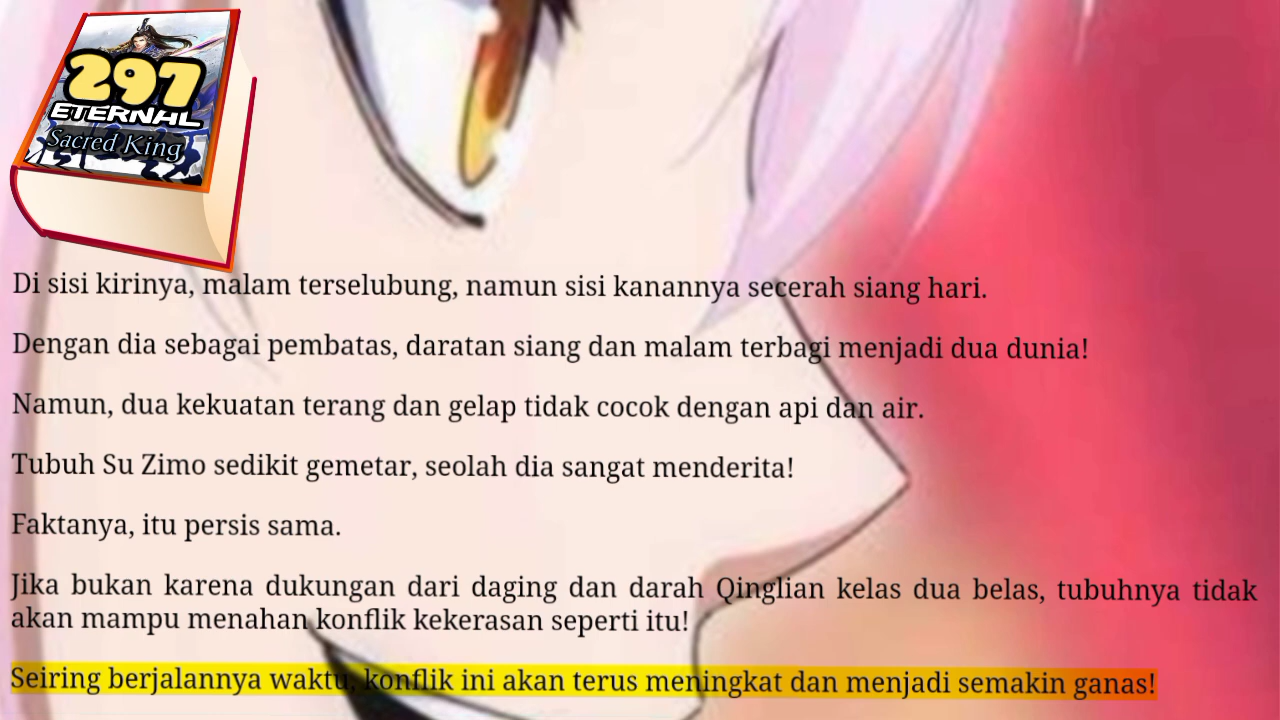 297
ETERNAL
Sacred King
Di sisi kirinya, malam terselubung, namun sisi kanannya secerah siang hari.
Dengan dia sebagai pembatas, daratan siang dan malam terbagi menjadi dua dunia!
Namun, dua kekuatan terang dan gelap tidak cocok dengan api dan air.
Tubuh Su Zimo sedikit gemetar, seolah dia sangat menderita!
Faktanya, itu persis sama.
Jika bukan karena dukungan dari daging dan darah Qinglian kelas dua belas, tubuhnya tidak
akan mampu menahan konflik kekerasan seperti itu!
Seiring berjalannya waktu, konflik ini akan terus meningkat dan menjadi semakin ganas!